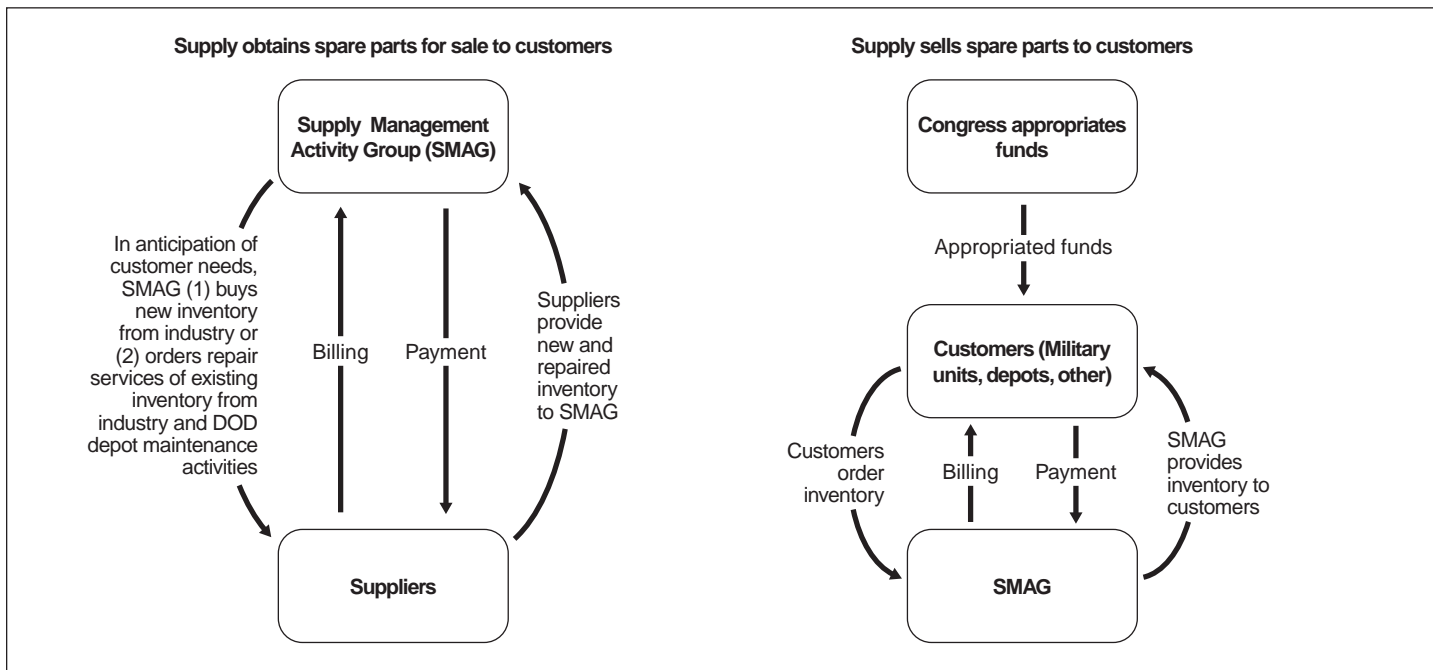 Supply obtains spare parts for sale to customers
Supply Management
Activity Group (SMAG)
In anticipation of
customer needs,
SMAG (1) buys
new inventory
from industry or
(2) orders repair
services of existing
inventory from
industry and DOD
depot maintenance
activities
Billing
Payment
Suppliers
provide
new and
repaired
inventory
to SMAG
Suppliers
Supply sells spare parts to customers
Congress appropriates
funds
Appropriated funds
Customers (Military
units, depots, other)
Customers
order
inventory
Billing
Payment
SMAG
provides
inventory to
customers
SMAG